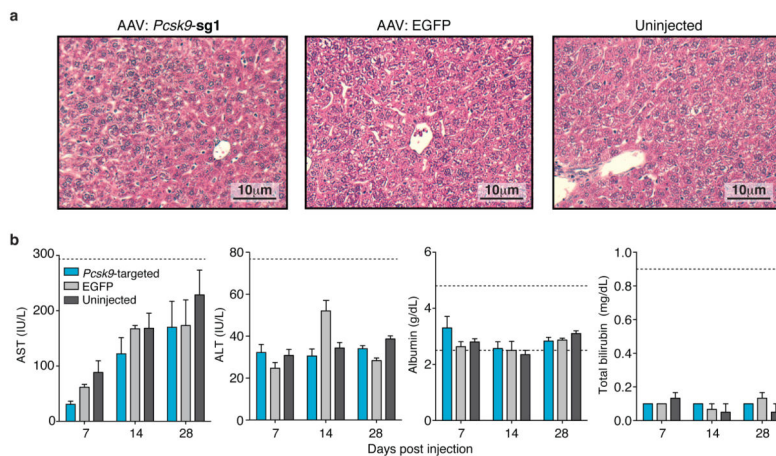 a
AAV: Pcsk9-sg1
AAV: EGFP
Uninjected
10μm
10μm
10μm
b
AST (IU/L)
300
200
100
0
Pcsk9-targeted
EGFP
Uninjected
7 14 28
ALT (IU/L)
80
60
40
20
0
7 14 28
Albumin (g/dL)
6
4
2
0
7 14 28
Total bilirubin (mg/dL)
1.0
0.8
0.6
0.4
0.2
0
7 14 28
Days post injection